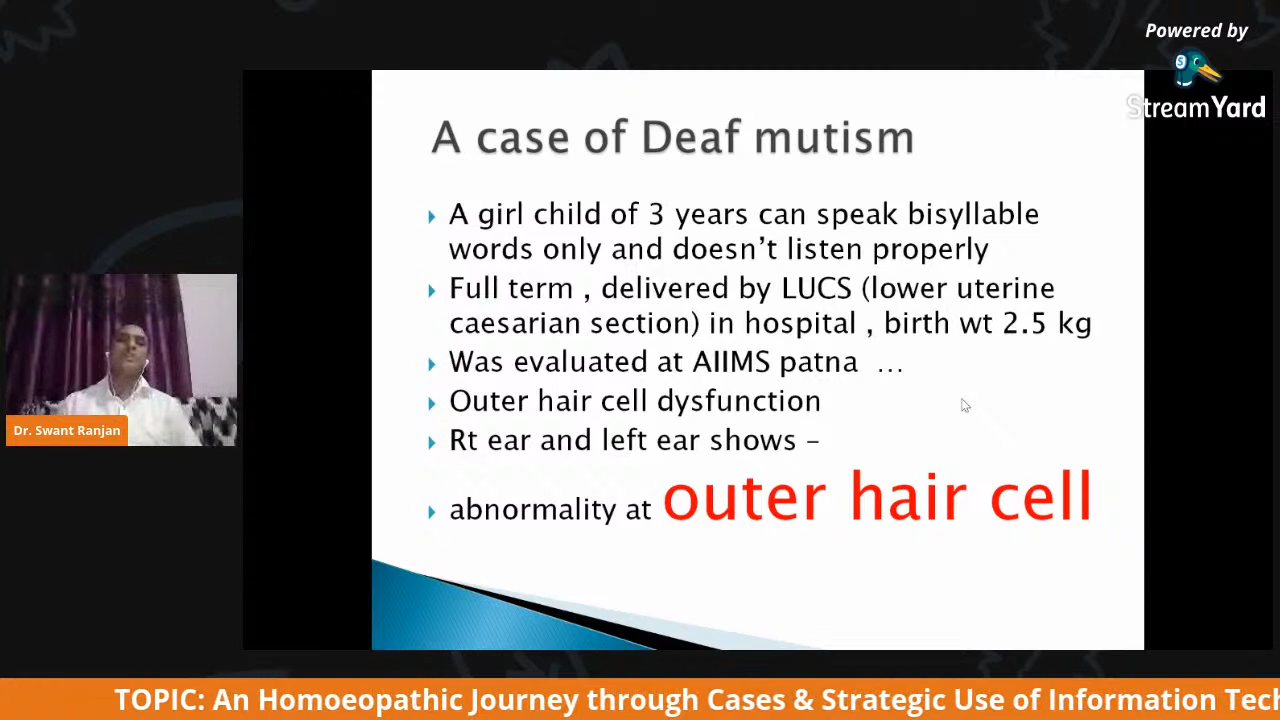 Powered by
StreamYard
A case of Deaf mutism
A girl child of 3 years can speak bisyllable
words only and doesn't listen properly
Full term , delivered by LUCS (lower uterine
caesarian section) in hospital , birth wt 2.5 kg
Was evaluated at AIIMS patna ...
Outer hair cell dysfunction
Rt ear and left ear shows –
abnormality at outer hair cell
Dr. Swant Ranjan
TOPIC: An Homoeopathic Journey through Cases & Strategic Use of Information Tech